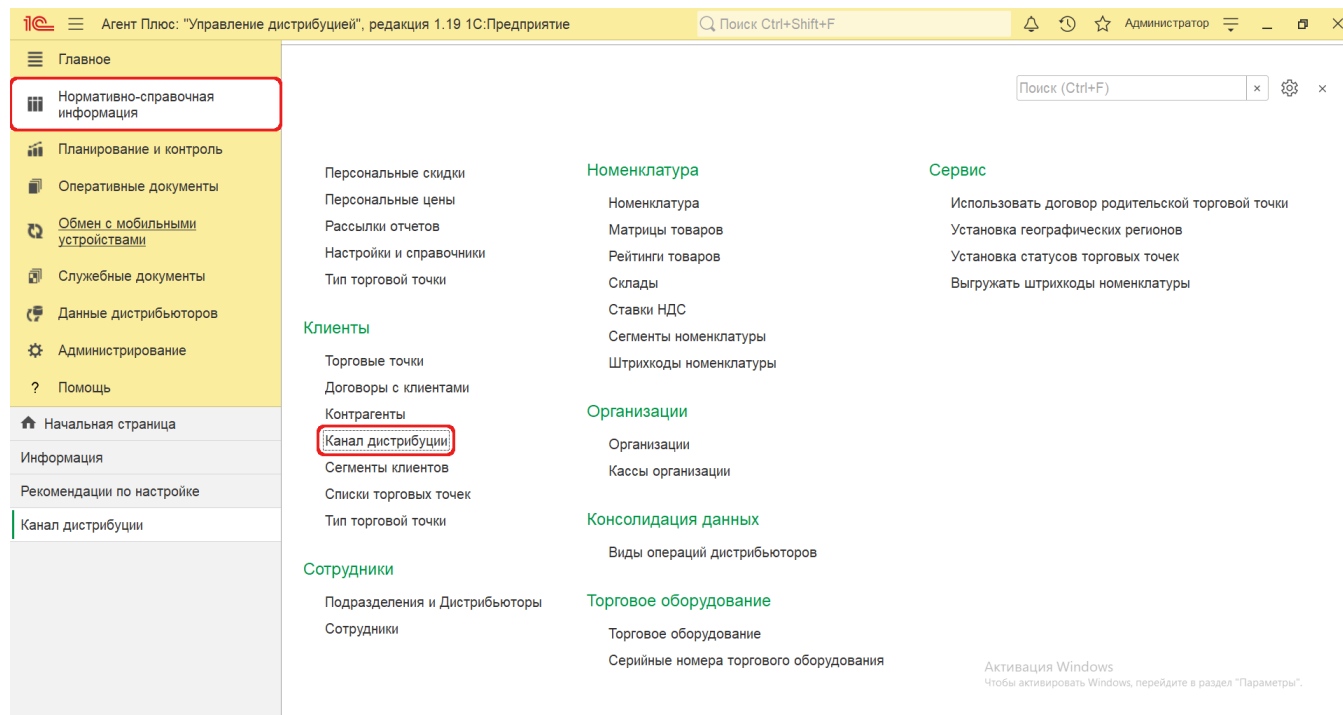 1С Агент Плюс: "Управление дистрибуцией", редакция 1.19 1С:Предприятие
Поиск Ctrl+Shift+F
Администратор
Главное
Нормативно-справочная
информация
Планирование и контроль
Оперативные документы
Обмен с мобильными
устройствами
Служебные документы
Данные дистрибьюторов
Администрирование
? Помощь
Начальная страница
Информация
Рекомендации по настройке
Канал дистрибуции
Поиск (Ctrl+F) ×
×
Персональные скидки
Персональные цены
Рассылки отчетов
Настройки и справочники
Тип торговой точки
Клиенты
Торговые точки
Договоры с клиентами
Контрагенты
Канал дистрибуции
Сегменты клиентов
Списки торговых точек
Тип торговой точки
Сотрудники
Подразделения и Дистрибьюторы
Сотрудники
Номенклатура
Номенклатура
Матрицы товаров
Рейтинги товаров
Склады
Ставки НДС
Сегменты номенклатуры
Штрихкоды номенклатуры
Организации
Организации
Кассы организации
Консолидация данных
Виды операций дистрибьюторов
Торговое оборудование
Торговое оборудование
Серийные номера торгового оборудования
Сервис
Использовать договор родительской торговой точки
Установка географических регионов
Установка статусов торговых точек
Выгружать штрихкоды номенклатуры
Активация Windows
Чтобы активировать Windows, перейдите в раздел "Параметры".